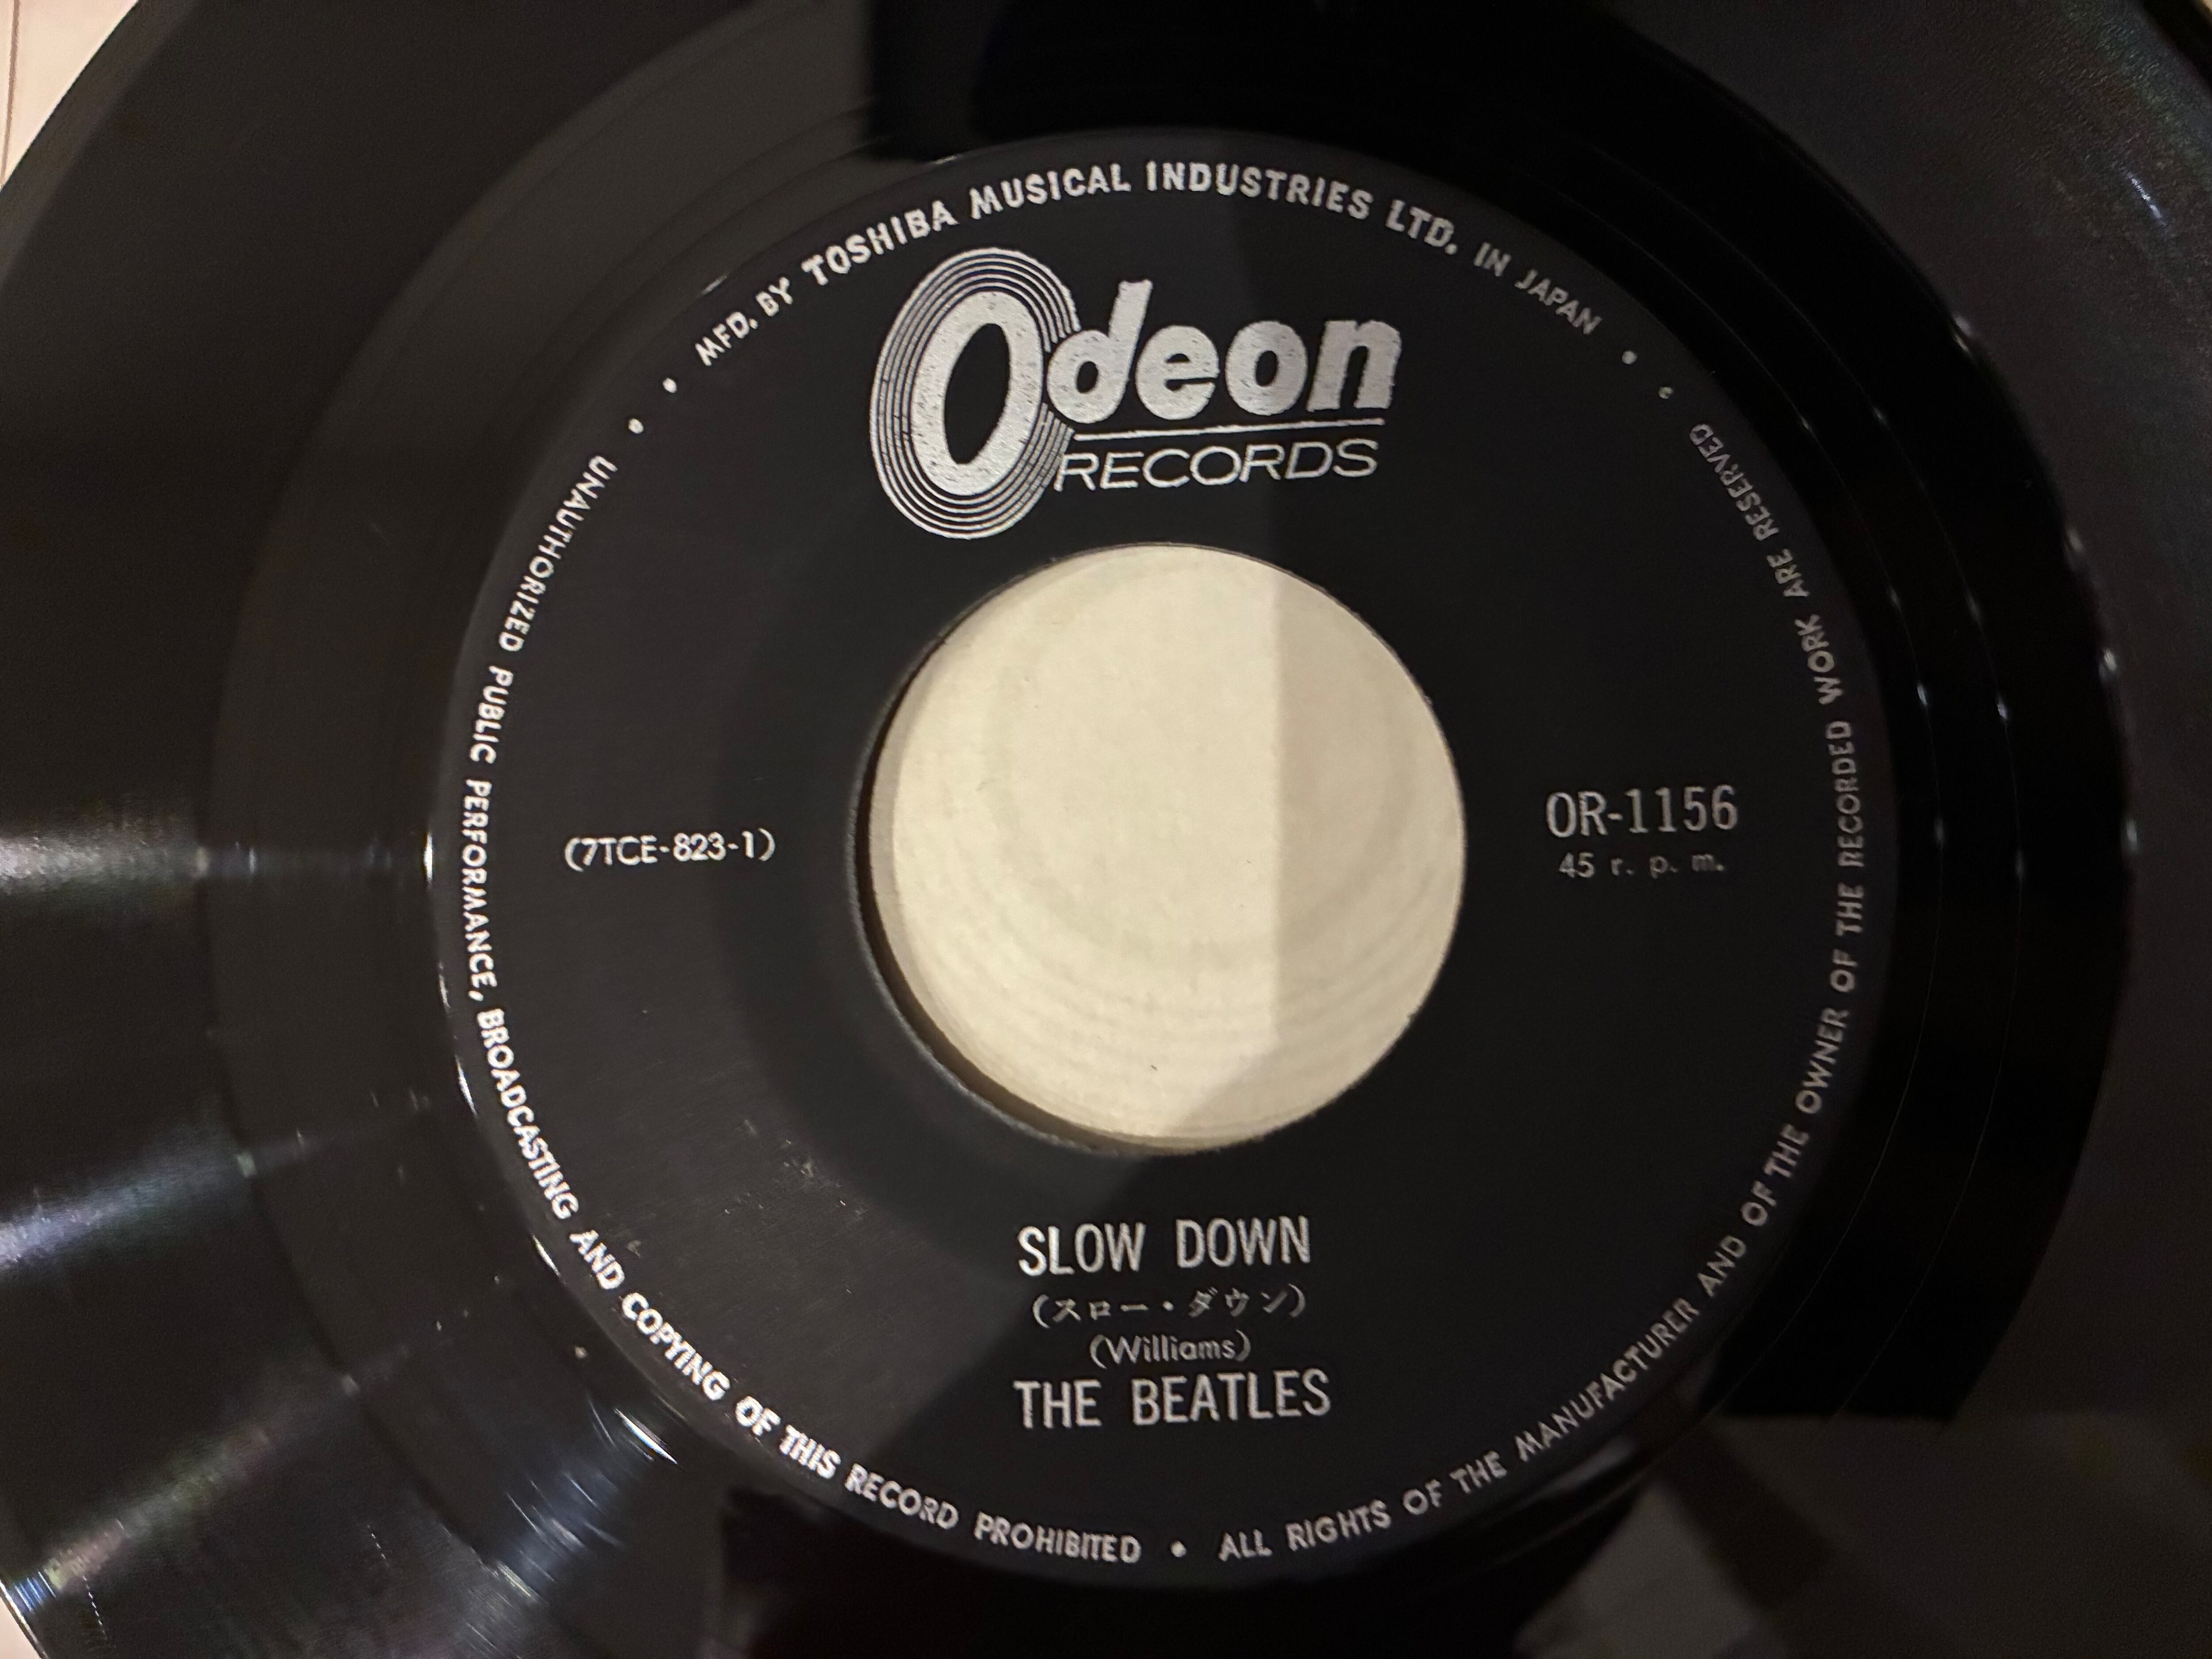 MFD. BY TOSHIBA MUSICAL INDUSTRIES LTD. IN JAPAN
Odeon
RECORDS
(7TCE-823-1)
OR-1156
45 r. p. m.
SLOW DOWN
(スロー・ダウン)
(Williams)
THE BEATLES
UNAUTHORIZED PUBLIC PERFORMANCE, BROADCASTING AND COPYING OF THIS RECORD PROHIBITED • ALL RIGHTS OF THE MANUFACTURER AND OF THE OWNER OF THE RECORDED WORK ARE RESERVED